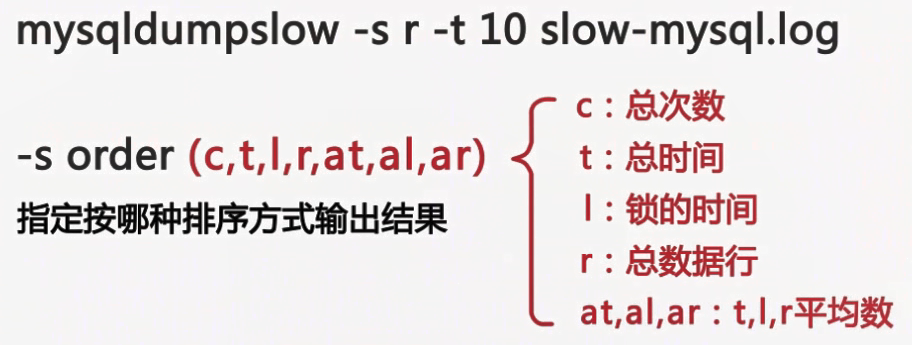 mysqldumpslow -s r -t 10 slow-mysql.log
-s order (c,t,l,r,at,al,ar)
指定按哪种排序方式输出结果
c：总次数
t：总时间
l：锁的时间
r：总数据行
at,al,ar：t,l,r平均数